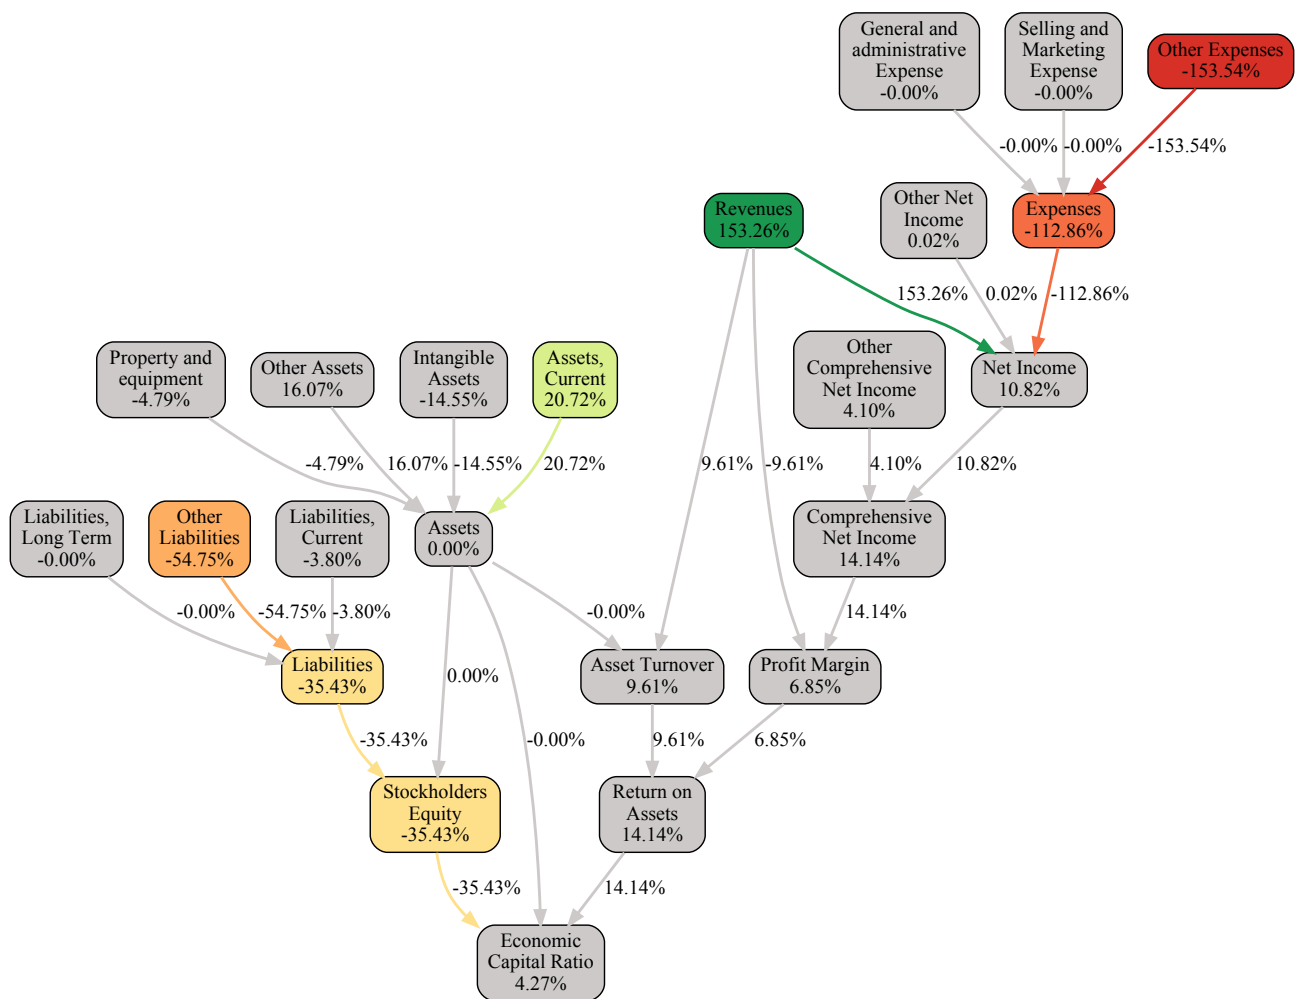 General and
administrative
Expense
-0.00%
Selling and
Marketing
Expense
-0.00%
Other Expenses
-153.54%
-0.00%
-0.00%
-153.54%
Revenues
153.26%
Other Net
Income
0.02%
Expenses
-112.86%
153.26%
0.02%
-112.86%
Property and
equipment
-4.79%
Other Assets
16.07%
Intangible
Assets
-14.55%
Assets,
Current
20.72%
Other
Comprehensive
Net Income
4.10%
Net Income
10.82%
-4.79%
16.07%
-14.55%
20.72%
9.61%
-9.61%
4.10%
10.82%
Liabilities,
Long Term
-0.00%
Other
Liabilities
-54.75%
Liabilities,
Current
-3.80%
Assets
0.00%
Comprehensive
Net Income
14.14%
-0.00%
-54.75%
-3.80%
-0.00%
14.14%
Liabilities
-35.43%
0.00%
Asset Turnover
9.61%
Profit Margin
6.85%
-35.43%
-0.00%
9.61%
6.85%
Stockholders
Equity
-35.43%
Return on
Assets
14.14%
-35.43%
14.14%
Economic
Capital Ratio
4.27%